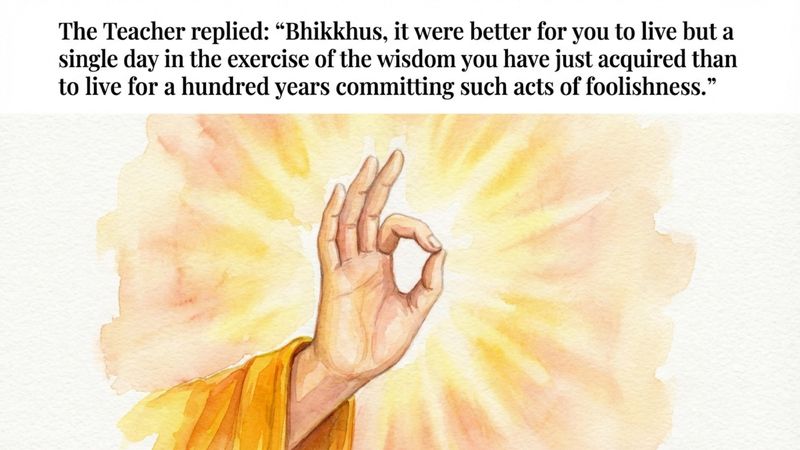 The Teacher replied: “Bhikkhus, it were better for you to live but a
single day in the exercise of the wisdom you have just acquired than
to live for a hundred years committing such acts of foolishness.”